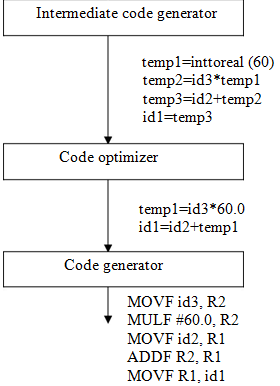 Intermediate code generator
temp1=inttoreal (60)
temp2=id3*temp1
temp3=id2+temp2
id1=temp3
Code optimizer
temp1=id3*60.0
id1=id2+temp1
Code generator
MOVF id3, R2
MULF #60.0, R2
MOVF id2, R1
ADDF R2, R1
MOVF R1, id1